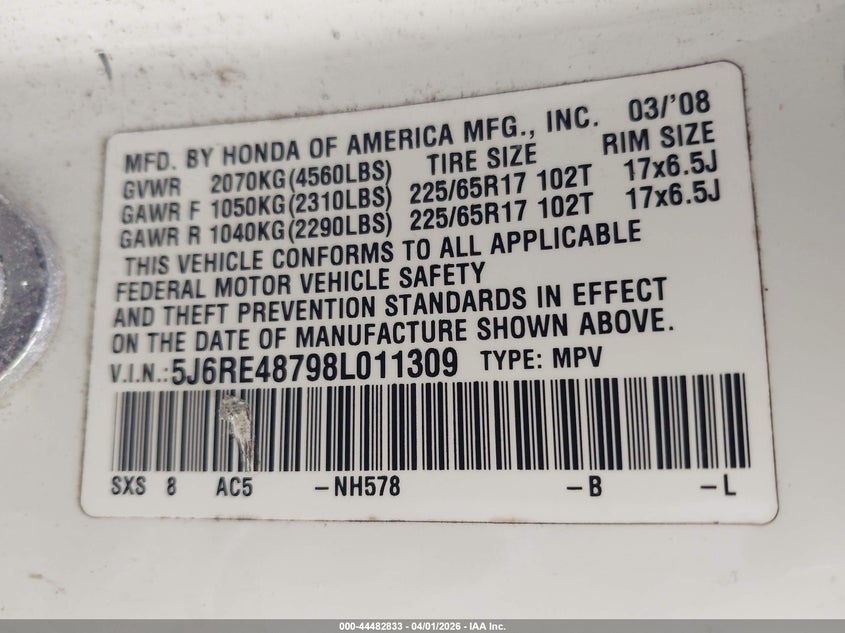 MFD. BY HONDA OF AMERICA MFG., INC. 03/'08
GVWR 2070KG(4560LBS) TIRE SIZE RIM SIZE
GAWR F 1050KG(2310LBS) 225/65R17 102T 17x6.5J
GAWR R 1040KG(2290LBS) 225/65R17 102T 17x6.5J
THIS VEHICLE CONFORMS TO ALL APPLICABLE
FEDERAL MOTOR VEHICLE SAFETY
AND THEFT PREVENTION STANDARDS IN EFFECT
ON THE DATE OF MANUFACTURE SHOWN ABOVE.
V.I.N.:5J6RE48798L011309 TYPE: MPV
SXS 8 AC5 -NH578 -B -L
000-44482833 - 04/01/2026 - IAA Inc.